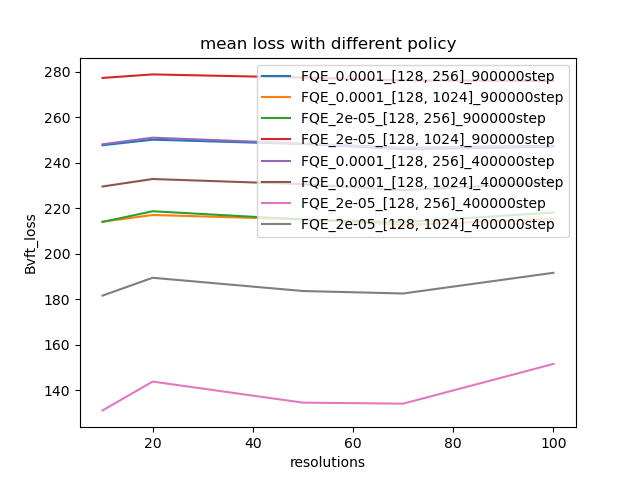 mean loss with different policy
280
260
240
220
200
180
160
140
Bvft_loss
FQE_0.0001_[128, 256]_900000step
FQE_0.0001_[128, 1024]_900000step
FQE_2e-05_[128, 256]_900000step
FQE_2e-05_[128, 1024]_900000step
FQE_0.0001_[128, 256]_400000step
FQE_0.0001_[128, 1024]_400000step
FQE_2e-05_[128, 256]_400000step
FQE_2e-05_[128, 1024]_400000step
20 40 60 80 100
resolutions